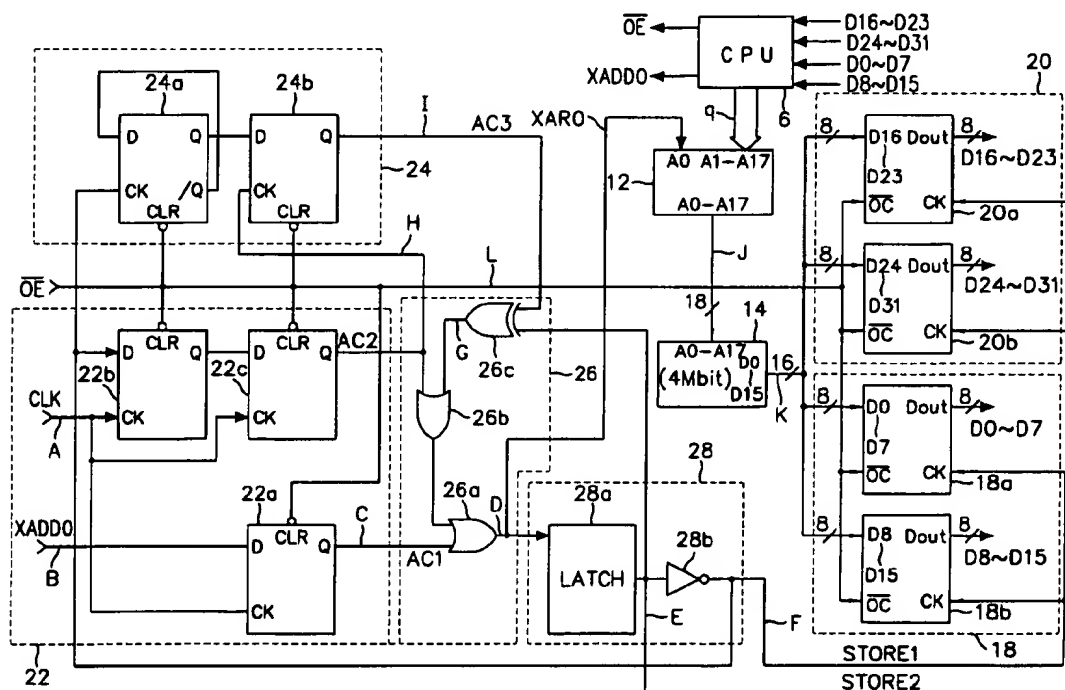 OE
XADD0
CPU
D16~D23
D24~D31
D0~D7
D8~D15
6
q
20
24a
24b
I
AC3
XAR0
D Q
CK /Q
CLR
D Q
CK
CLR
24
H
12
A0 A1-A17
A0-A17
J
8
D16 Dout
D23
OC CK
8
D16~D23
20a
OE
L
8
D24 Dout
D31
OC CK
8
D24~D31
20b
18
14
A0-A17
(4Mbit)
D0
D15
16
K
CLR
D
CK
22b
CLR
D Q
CK
22c
AC2
G
26c
26
26b
CLK
A
8
D0 Dout
D7
OC CK
8
D0~D7
18a
28
22a
CLR
D Q
CK
C
26a
D
28a
LATCH
28b
XADD0
B
AC1
E
F
8
D8 Dout
D15
OC CK
8
D8~D15
18b
18
22
STORE1
STORE2